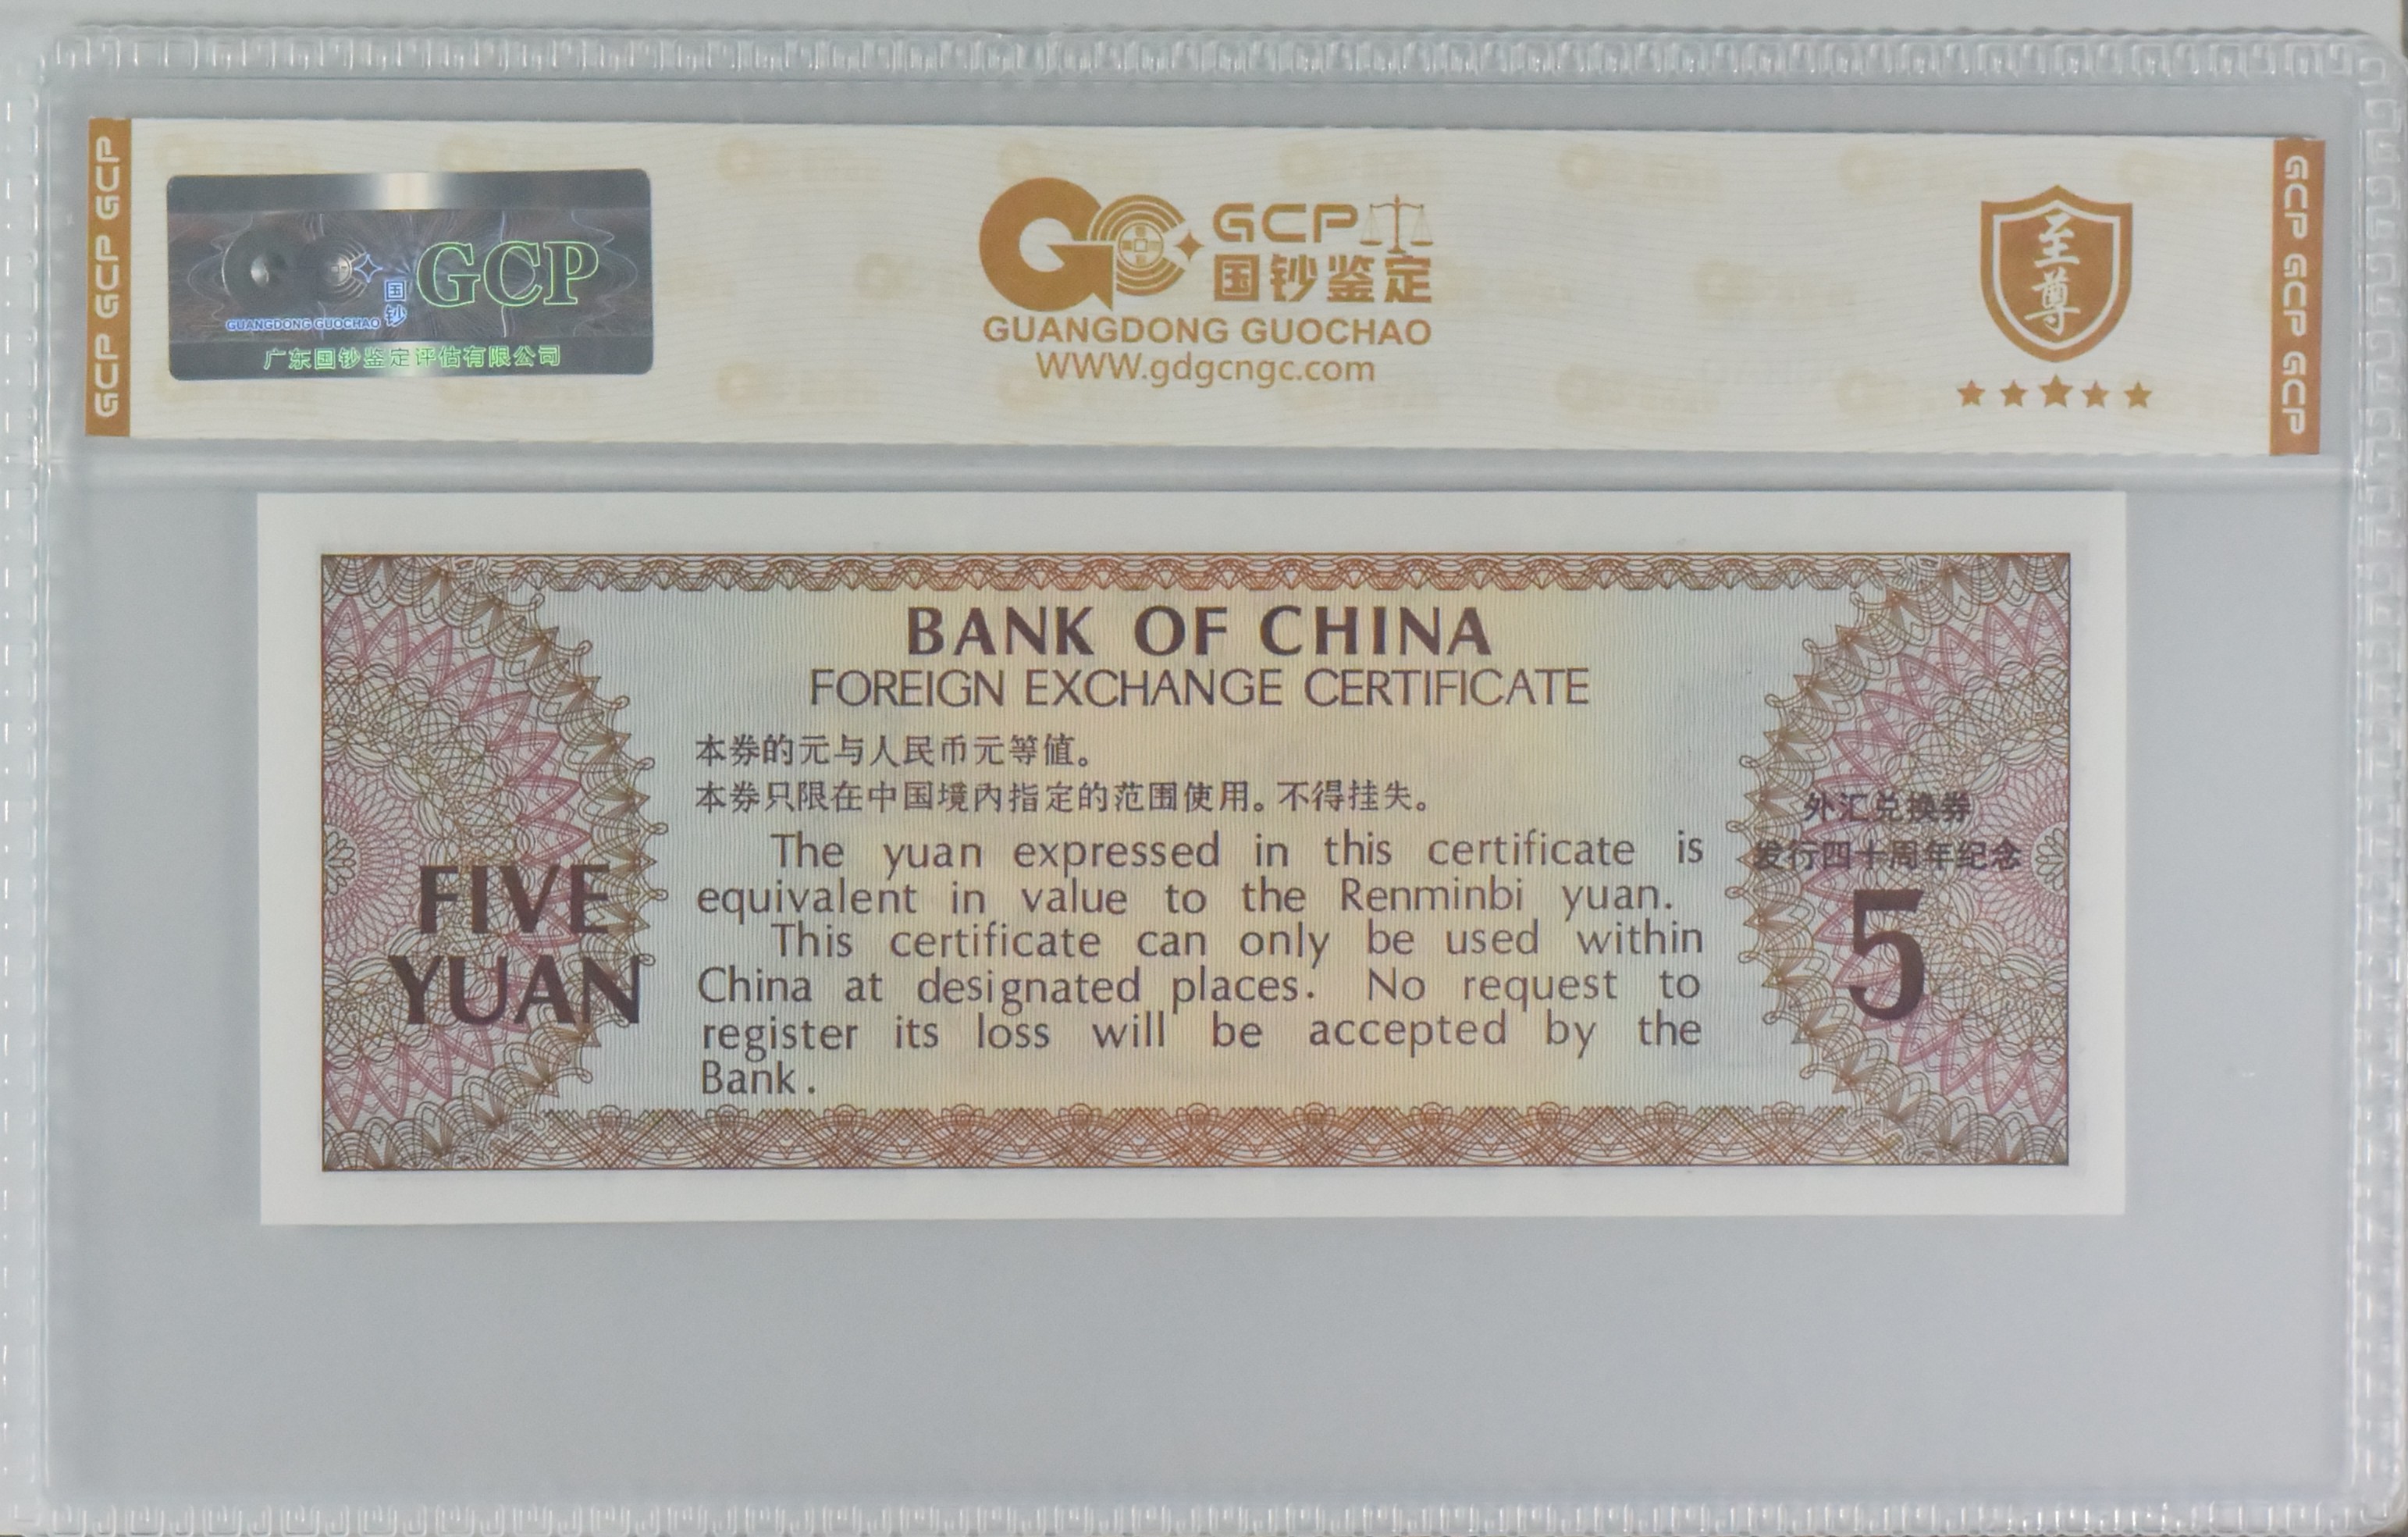 GCP GCP GCP
国钞
GCP
GUANGDONG GUOCHAO
广东国钞鉴定评估有限公司
GCP
国钞鉴定
GUANGDONG GUOCHAO
WWW.gdgcngc.com
至尊
GCP GCP GCP
BANK OF CHINA
FOREIGN EXCHANGE CERTIFICATE
本券的元与人民币元等值。
本券只限在中国境内指定的范围使用。不得挂失。
The yuan expressed in this certificate is
equivalent in value to the Renminbi yuan.
This certificate can only be used within
China at designated places. No request to
register its loss will be accepted by the
Bank.
FIVE
YUAN
外汇兑换券
发行四十周年纪念
5